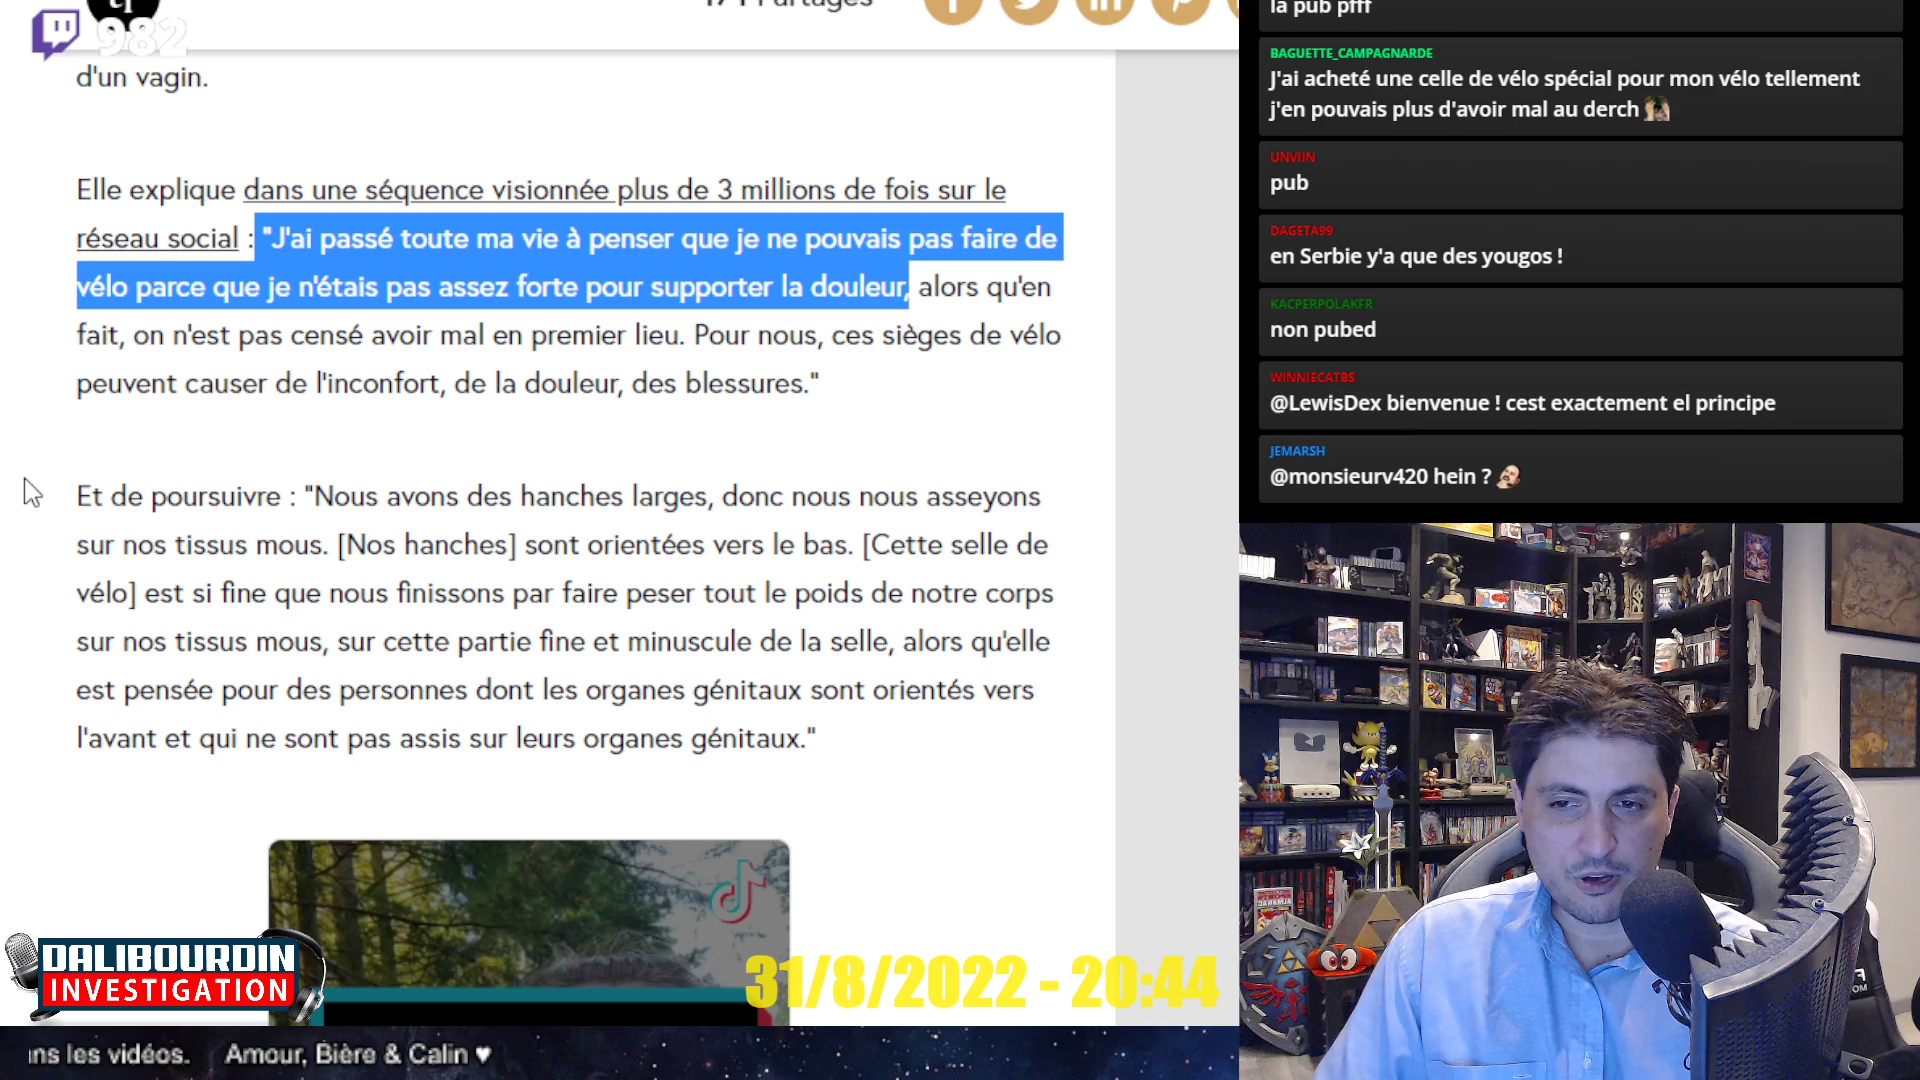 982
Partages
d'un vagin.
Elle explique dans une séquence visionnée plus de 3 millions de fois sur le
réseau social : "J'ai passé toute ma vie à penser que je ne pouvais pas faire de
vélo parce que je n'étais pas assez forte pour supporter la douleur, alors qu'en
fait, on n'est pas censé avoir mal en premier lieu. Pour nous, ces sièges de vélo
peuvent causer de l'inconfort, de la douleur, des blessures."
Et de poursuivre : "Nous avons des hanches larges, donc nous nous asseyons
sur nos tissus mous. [Nos hanches] sont orientées vers le bas. [Cette selle de
vélo] est si fine que nous finissons par faire peser tout le poids de notre corps
sur nos tissus mous, sur cette partie fine et minuscule de la selle, alors qu'elle
est pensée pour des personnes dont les organes génitaux sont orientés vers
l'avant et qui ne sont pas assis sur leurs organes génitaux."
DALIBOURDIN
INVESTIGATION
31/8/2022 - 20:44
ns les vidéos. Amour, Bière & Calin ♥
la pub pfff
BAGUETTE_CAMPAGNARDE
J'ai acheté une celle de vélo spécial pour mon vélo tellement
j'en pouvais plus d'avoir mal au derch
UNVIIN
pub
DAGETA99
en Serbie y'a que des yougos !
KACPERPOLAKFR
non pubed
WINNIECATBS
@LewisDex bienvenue ! cest exactement el principe
JEMARSH
@monsieurv420 hein ?